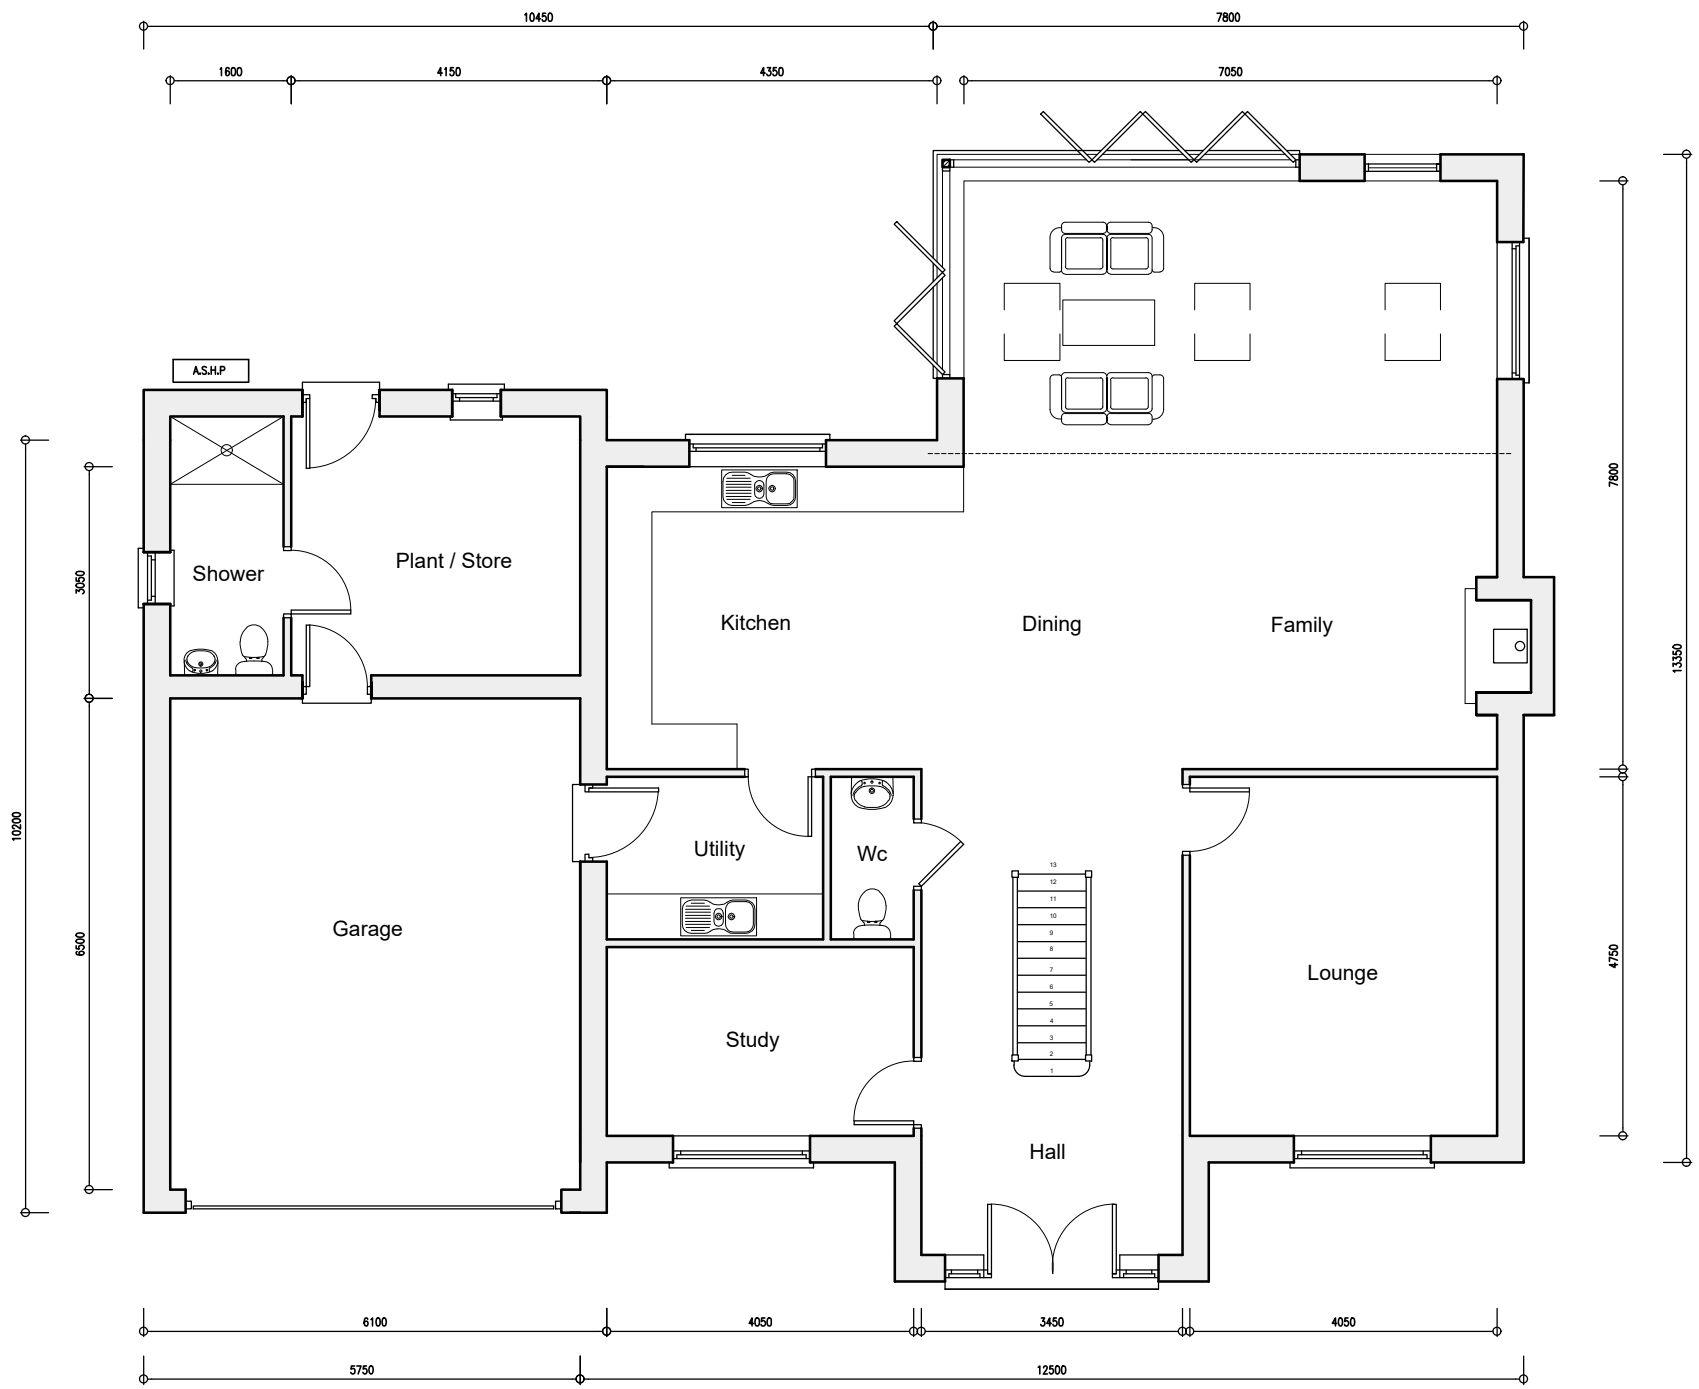 10450 7800
1600 4150 4350 7050
A.S.H.P
Plant / Store
Shower
Kitchen Dining Family
3050 7800
13350
10200
Utility Wc
13
12
11
10
9
8
7
6
5
4
3
2
1
Garage
6500
Lounge
4750
Study
Hall
6100 4050 3450 4050
5750 12500